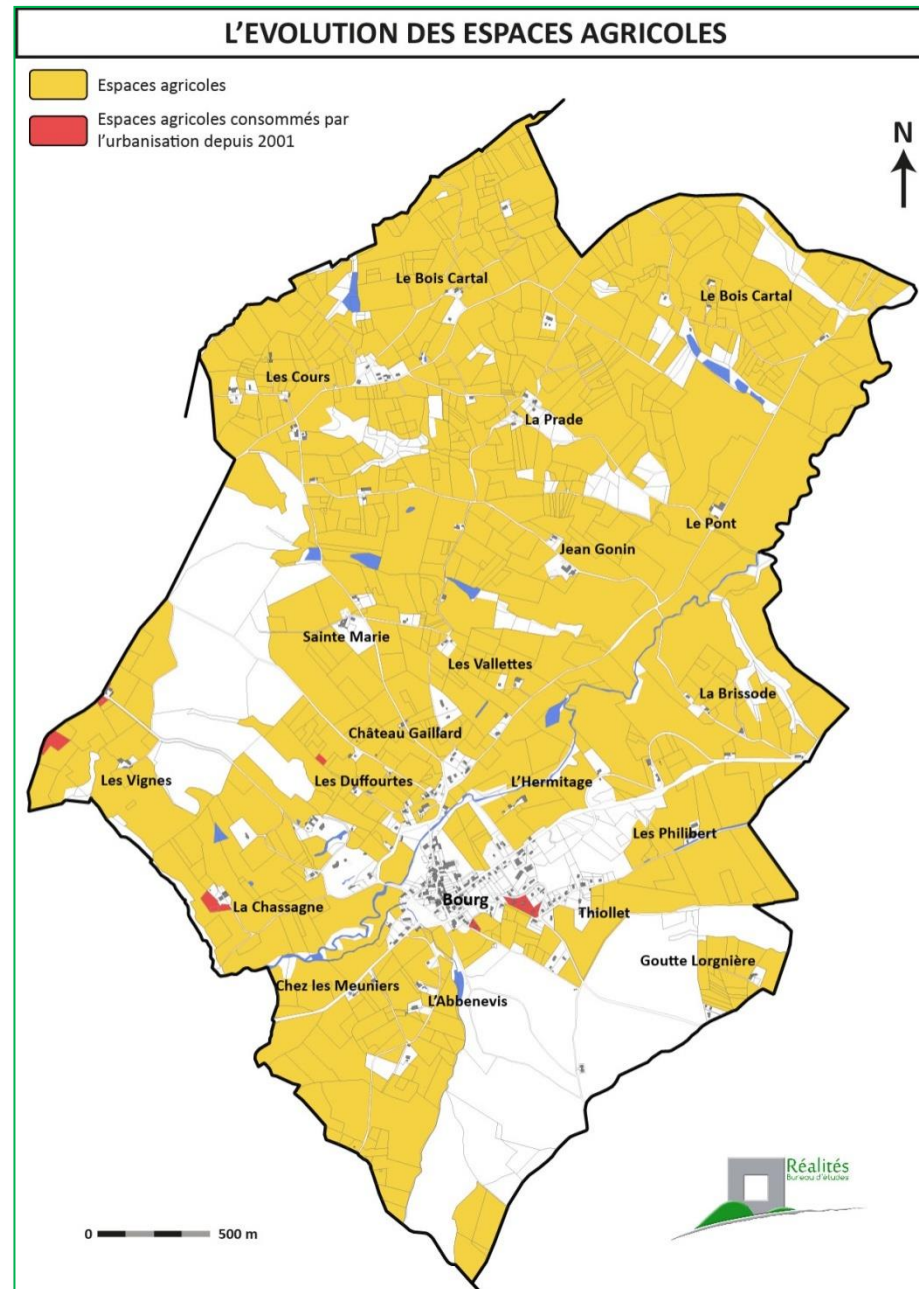 L'EVOLUTION DES ESPACES AGRICOLES
Espaces agricoles
Espaces agricoles consommés par
l'urbanisation depuis 2001
N
Le Bois Cartal
Le Bois Cartal
Les Cours
La Prade
Le Pont
Jean Gonin
Sainte Marie
Les Vallettes
La Brissode
Château Gaillard
Les Vignes
Les Duffourtes
L'Hermitage
Les Philibert
La Chassagne
Bourg
Thiollet
Goutte Lorgnière
Chez les Meuniers
L'Abbenevis
Réalités
Bureau d'études
0 500 m